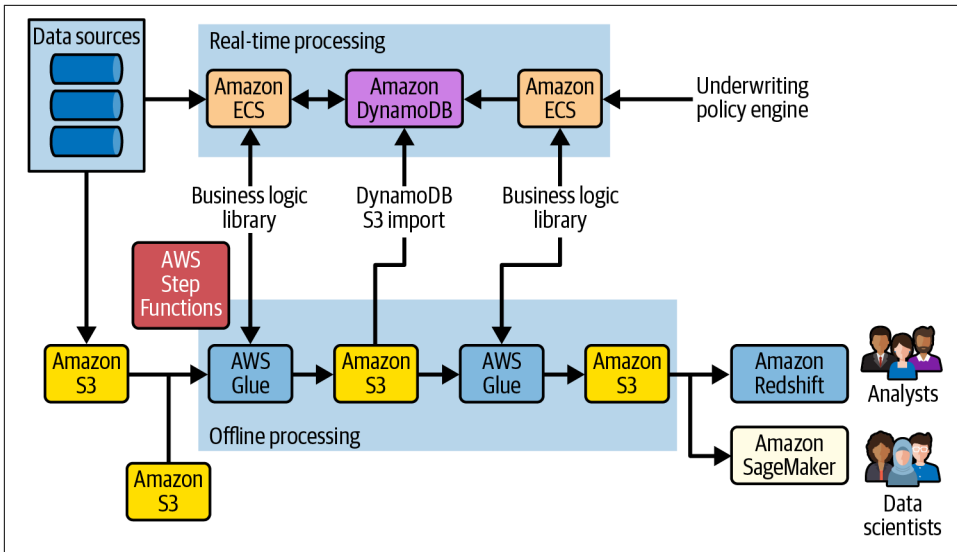 Data sources
Real-time processing
Amazon
ECS
Amazon
DynamoDB
Amazon
ECS
Underwriting
policy engine
Business logic
library
DynamoDB
S3 import
Business logic
library
AWS
Step
Functions
Amazon
S3
AWS
Glue
Amazon
S3
AWS
Glue
Amazon
S3
Amazon
Redshift
Analysts
Offline processing
Amazon
S3
Amazon
SageMaker
Data
scientists